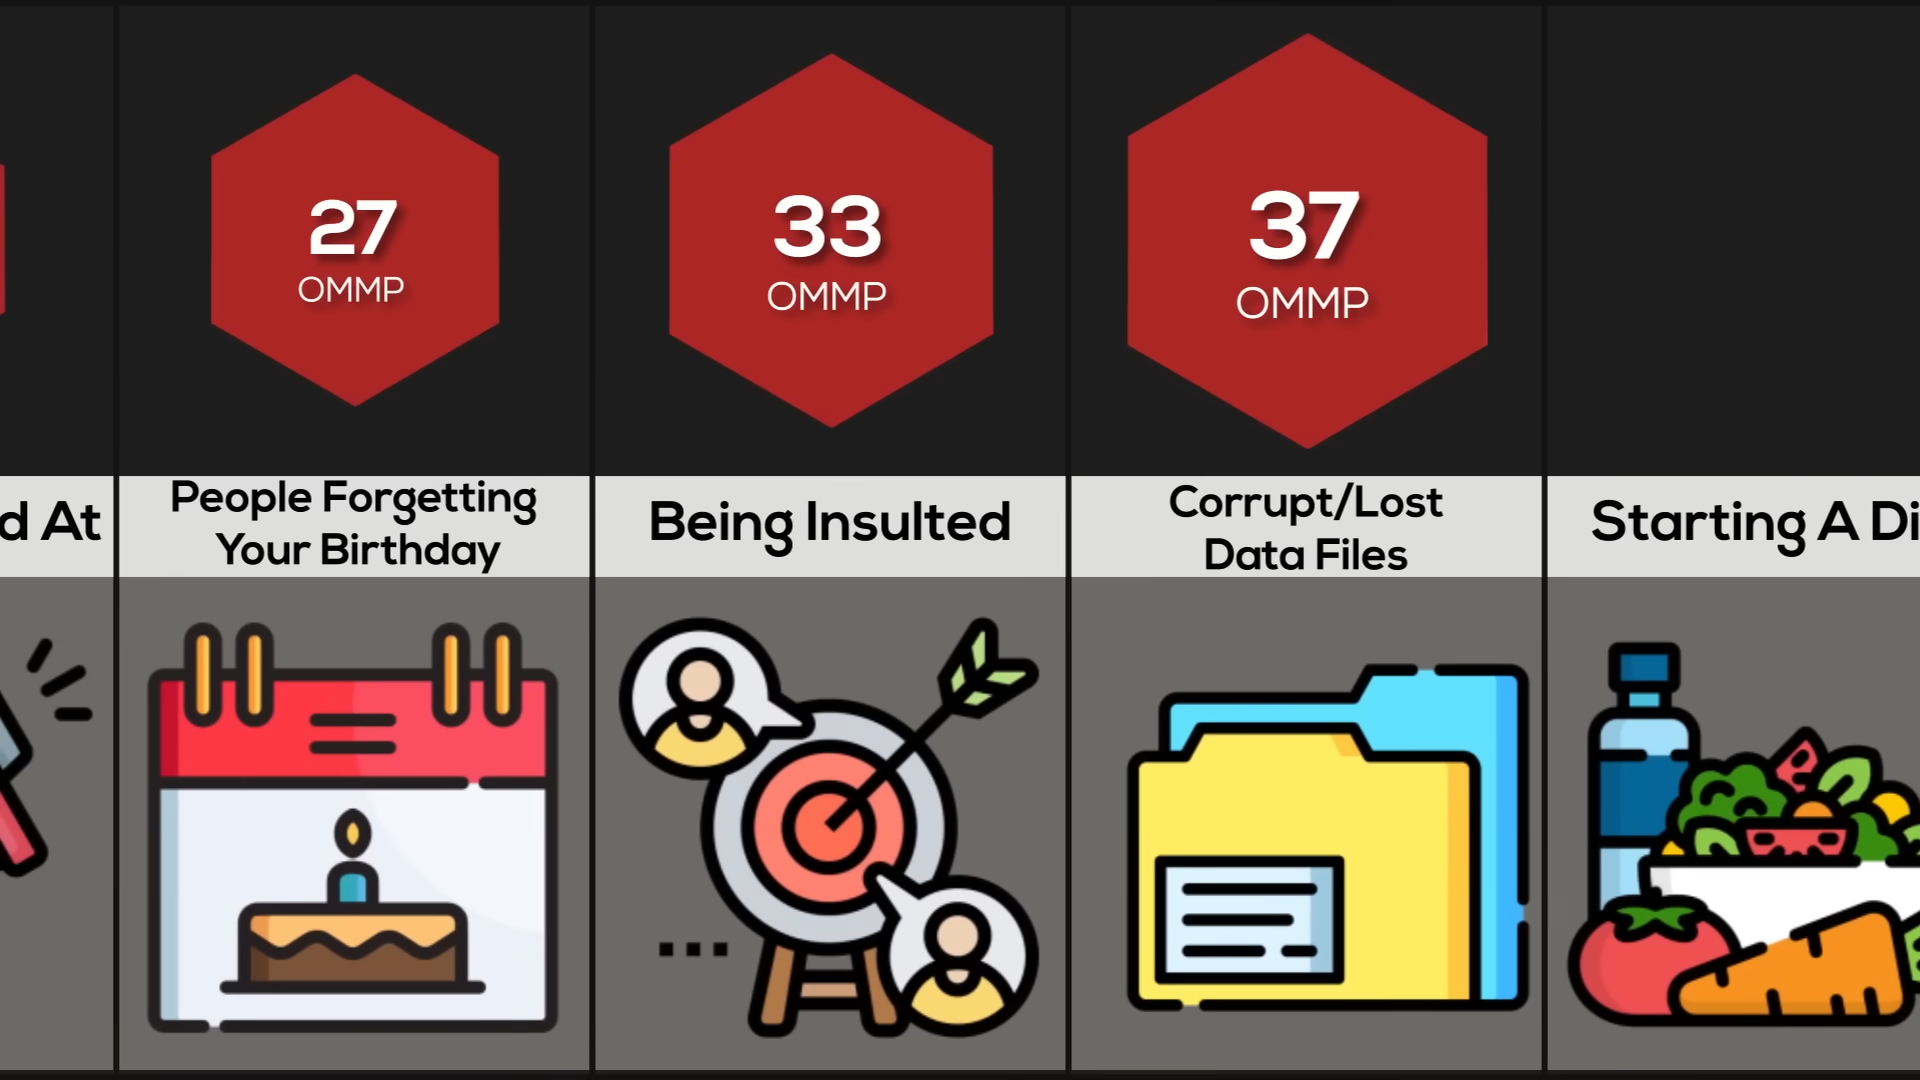 27
OMMP
33
OMMP
37
OMMP
d At
People Forgetting
Your Birthday
Being Insulted
Corrupt/Lost
Data Files
Starting A Di